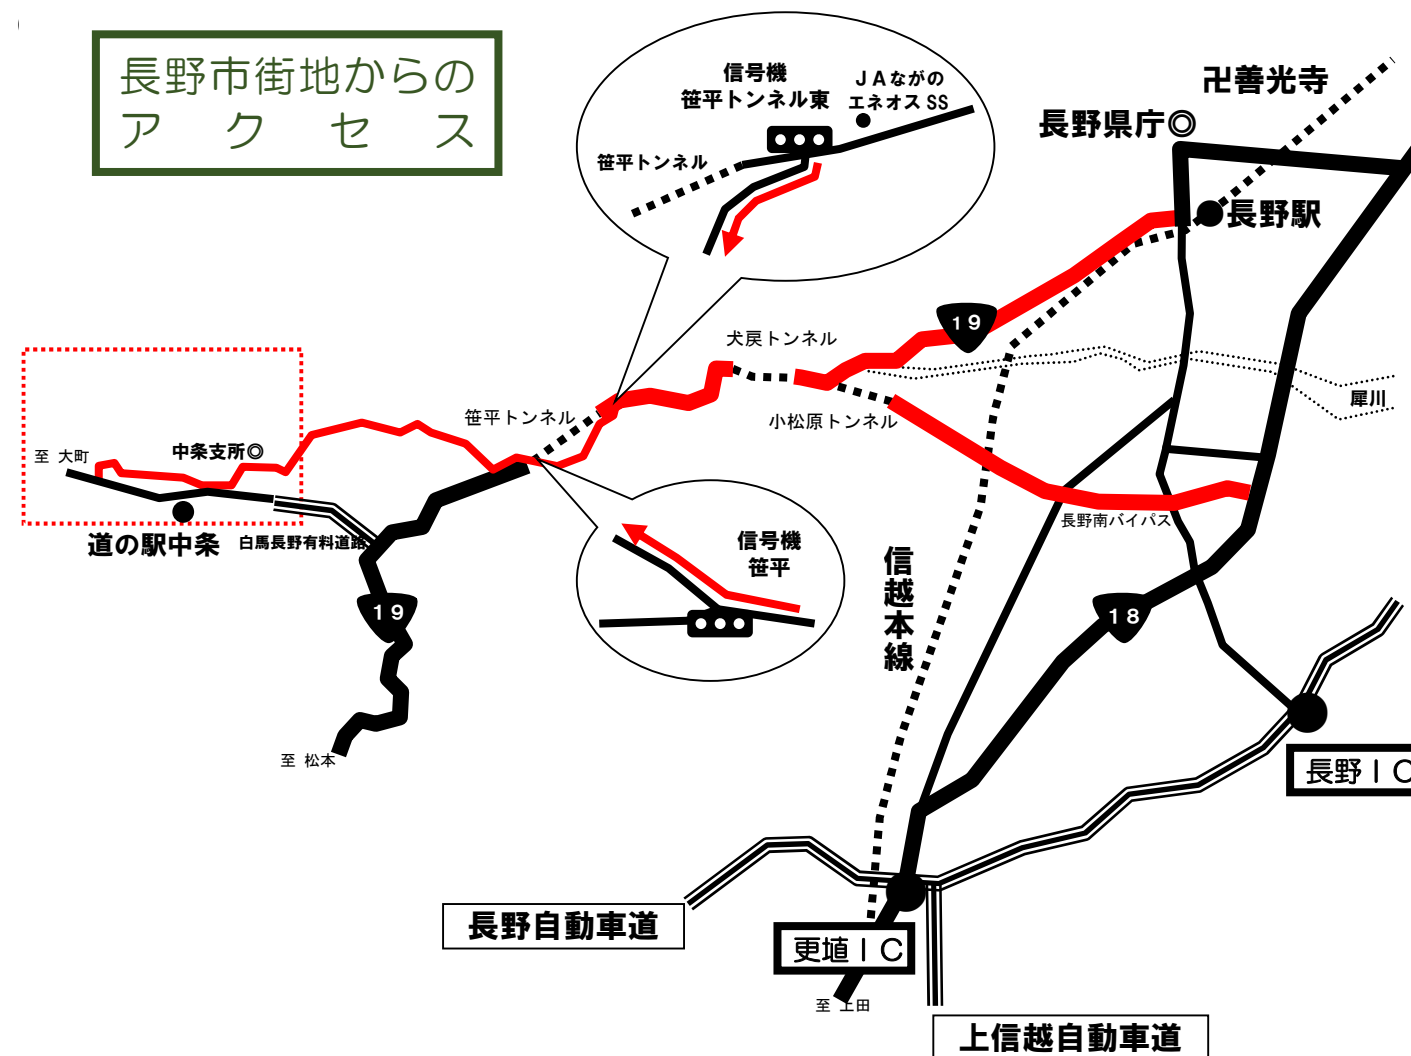 長野市街地からの
アクセス
信号機
笹平トンネル東
ＪＡながの
エネオスSS
笹平トンネル
卍善光寺
長野県庁◎
長野駅
19
犬戻トンネル
犀川
笹平トンネル
小松原トンネル
中条支所◎
至 大町
長野南バイパス
道の駅中条
白馬長野有料道路
信号機
笹平
信越本線
19
18
至 松本
長野ＩＣ
長野自動車道
更埴ＩＣ
至 上田
上信越自動車道